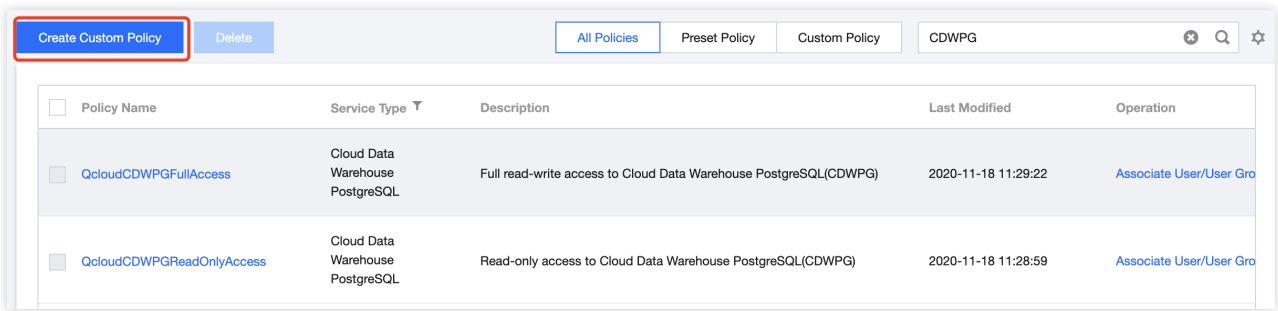 Create Custom Policy
Delete
All Policies
Preset Policy
Custom Policy
CDWPG
Policy Name
Service Type
Description
Last Modified
Operation
QcloudCDWPGFullAccess
Cloud Data
Warehouse
PostgreSQL
Full read-write access to Cloud Data Warehouse PostgreSQL(CDWPG)
2020-11-18 11:29:22
Associate User/User Gro
QcloudCDWPGReadOnlyAccess
Cloud Data
Warehouse
PostgreSQL
Read-only access to Cloud Data Warehouse PostgreSQL(CDWPG)
2020-11-18 11:28:59
Associate User/User Gro